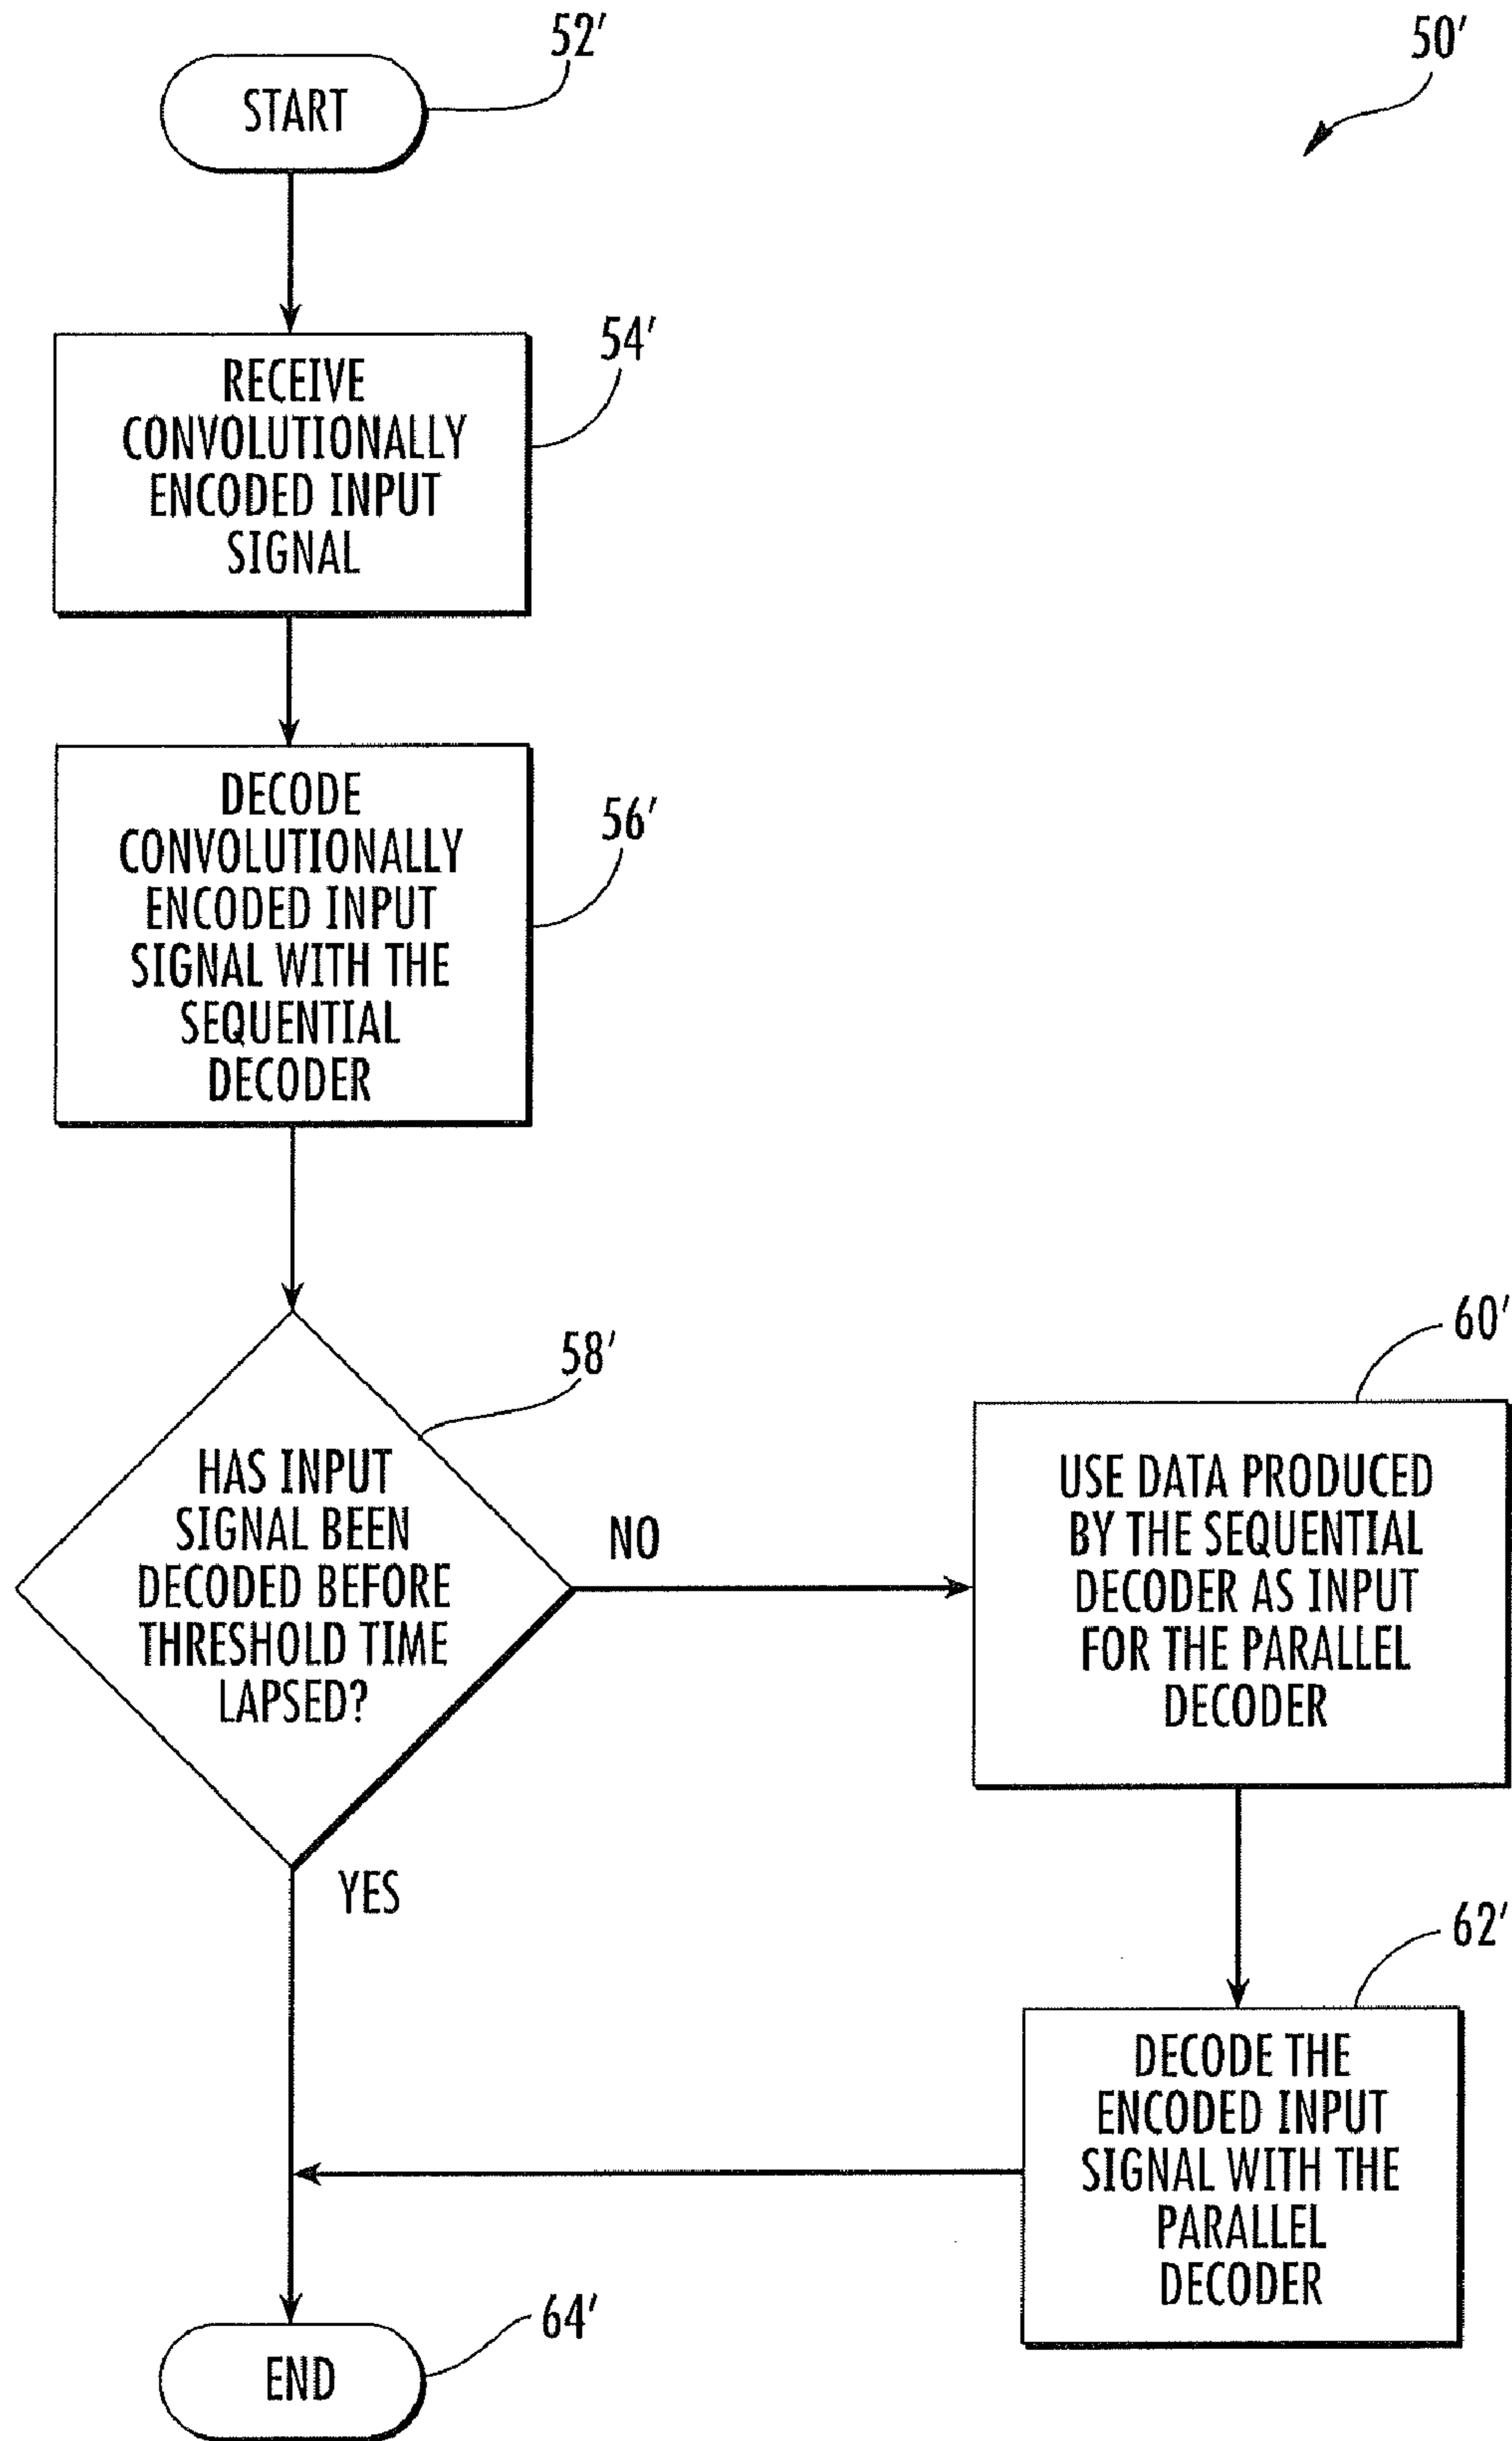 52'
50'
START
54'
RECEIVE
CONVOLUTIONALLY
ENCODED INPUT
SIGNAL
56'
DECODE
CONVOLUTIONALLY
ENCODED INPUT
SIGNAL WITH THE
SEQUENTIAL
DECODER
58'
HAS INPUT
SIGNAL BEEN
DECODED BEFORE
THRESHOLD TIME
LAPSED?
NO
YES
60'
USE DATA PRODUCED
BY THE SEQUENTIAL
DECODER AS INPUT
FOR THE PARALLEL
DECODER
62'
DECODE THE
ENCODED INPUT
SIGNAL WITH THE
PARALLEL
DECODER
64'
END